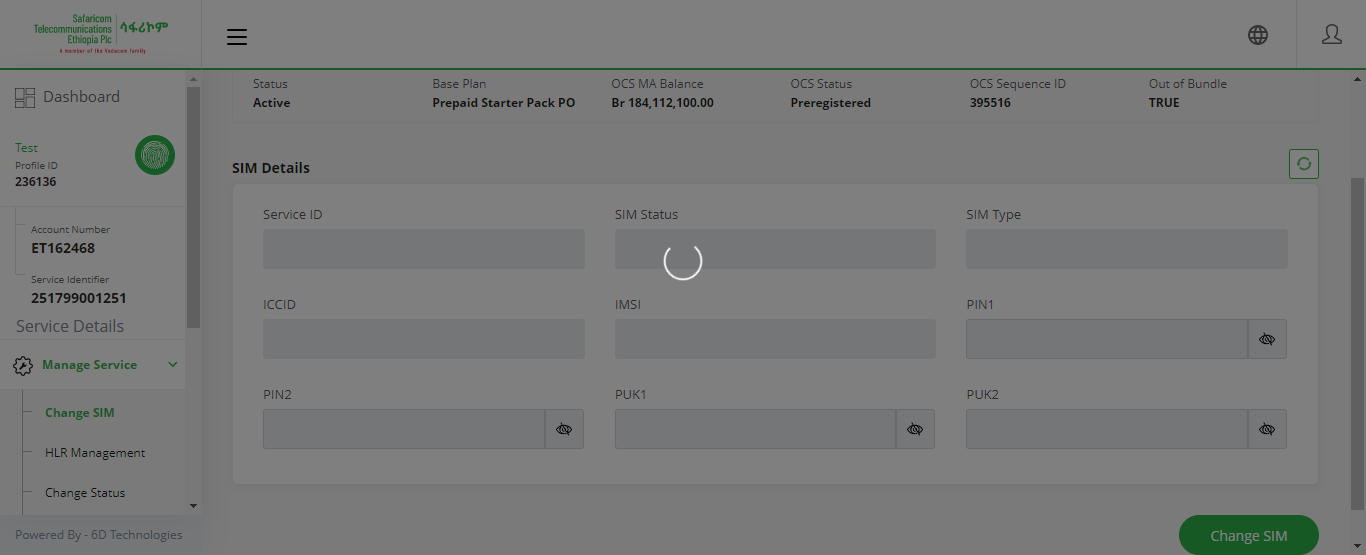 Safaricom
Telecommunications
Ethiopia Plc
ሳፋሪኮም
A member of the Vodacom family
Dashboard
Test
Profile ID
236136
Account Number
ET162468
Service Identifier
251799001251
Service Details
Manage Service
Change SIM
HLR Management
Change Status
Powered By - 6D Technologies
Status
Base Plan
OCS MA Balance
OCS Status
OCS Sequence ID
Out of Bundle
Active
Prepaid Starter Pack PO
Br 184,112,100.00
Preregistered
395516
TRUE
SIM Details
Service ID
SIM Status
SIM Type
ICCID
IMSI
PIN1
PIN2
PUK1
PUK2
Change SIM